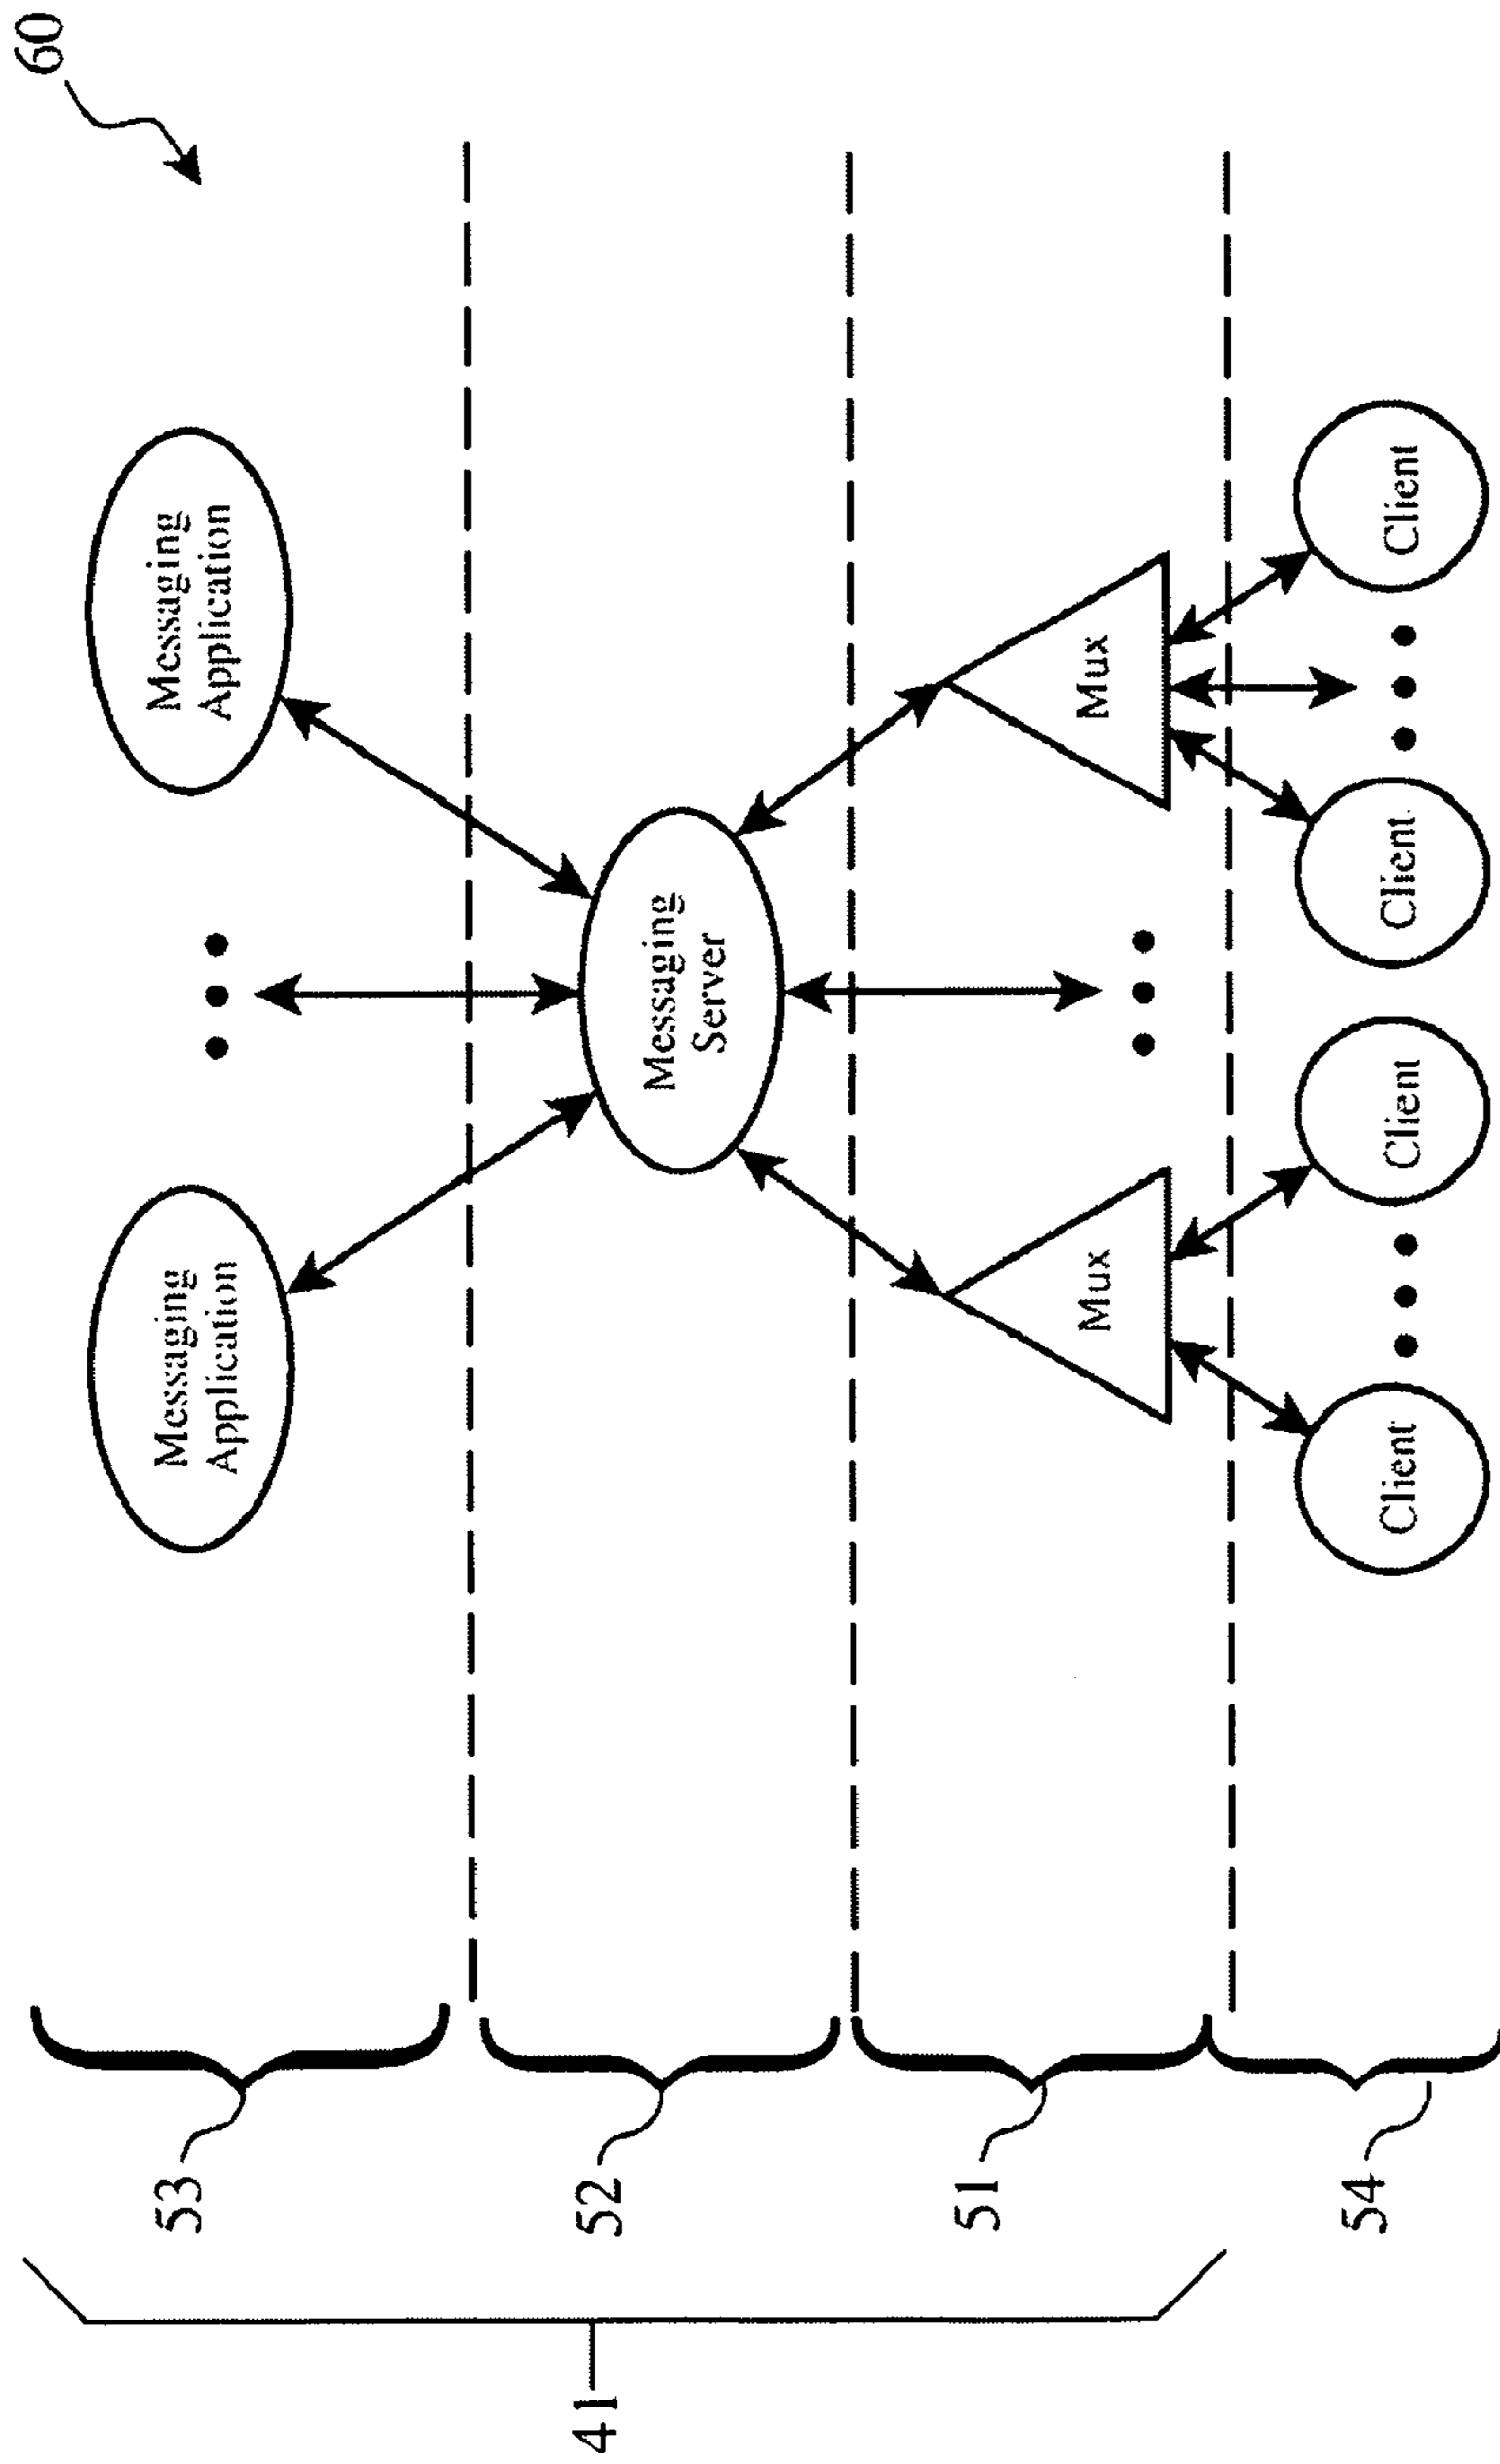 60
53
Messaging
Application
Messaging
Application
41
52
Messaging
Server
51
Mux
Mux
54
Client
Client
Client
Client